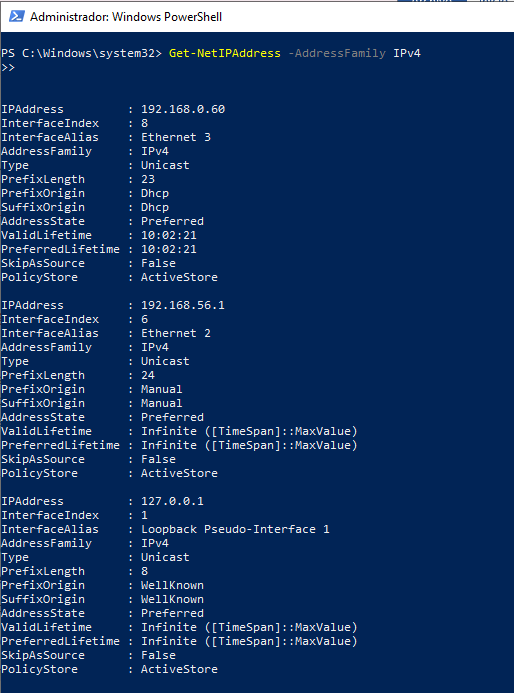 Administrador: Windows PowerShell
PS C:\Windows\system32> Get-NetIPAddress -AddressFamily IPv4
>>
IPAddress : 192.168.0.60
InterfaceIndex : 8
InterfaceAlias : Ethernet 3
AddressFamily : IPv4
Type : Unicast
PrefixLength : 23
PrefixOrigin : Dhcp
SuffixOrigin : Dhcp
AddressState : Preferred
ValidLifetime : 10:02:21
PreferredLifetime : 10:02:21
SkipAsSource : False
PolicyStore : ActiveStore
IPAddress : 192.168.56.1
InterfaceIndex : 6
InterfaceAlias : Ethernet 2
AddressFamily : IPv4
Type : Unicast
PrefixLength : 24
PrefixOrigin : Manual
SuffixOrigin : Manual
AddressState : Preferred
ValidLifetime : Infinite ([TimeSpan]::MaxValue)
PreferredLifetime : Infinite ([TimeSpan]::MaxValue)
SkipAsSource : False
PolicyStore : ActiveStore
IPAddress : 127.0.0.1
InterfaceIndex : 1
InterfaceAlias : Loopback Pseudo-Interface 1
AddressFamily : IPv4
Type : Unicast
PrefixLength : 8
PrefixOrigin : WellKnown
SuffixOrigin : WellKnown
AddressState : Preferred
ValidLifetime : Infinite ([TimeSpan]::MaxValue)
PreferredLifetime : Infinite ([TimeSpan]::MaxValue)
SkipAsSource : False
PolicyStore : ActiveStore